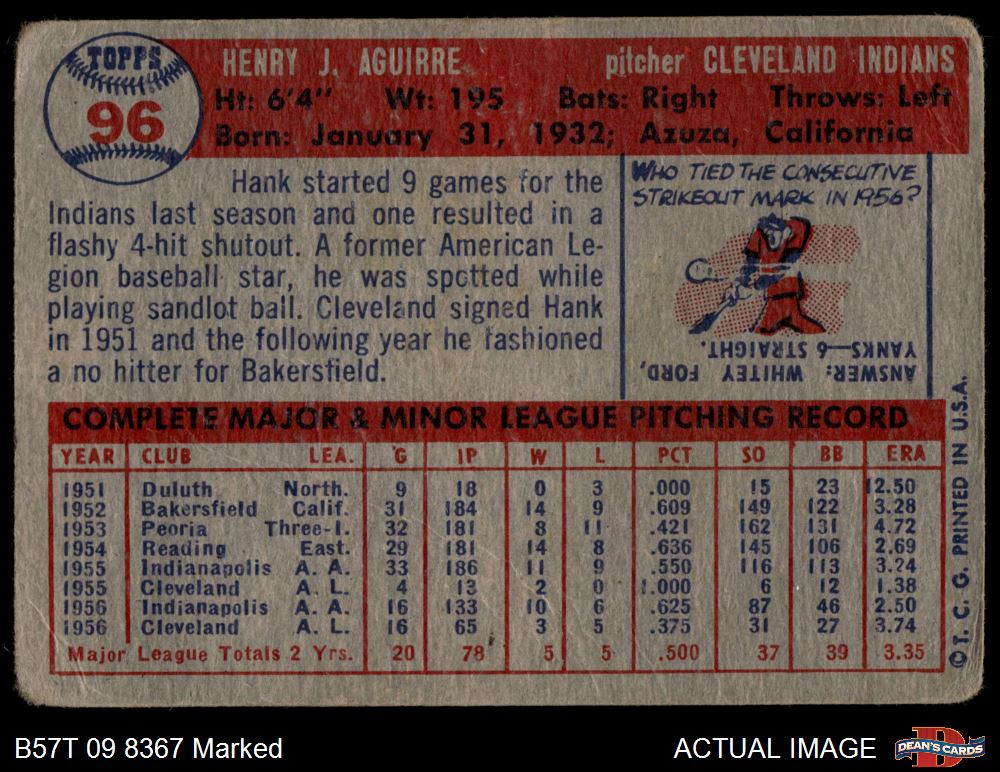 TOPPS
96
HENRY J. AGUIRRE pitcher CLEVELAND INDIANS
Ht: 6'4" Wt: 195 Bats: Right Throws: Left
Born: January 31, 1932; Azuza, California
Hank started 9 games for the
Indians last season and one resulted in a
flashy 4-hit shutout. A former American Le-
gion baseball star, he was spotted while
playing sandlot ball. Cleveland signed Hank
in 1951 and the following year he fashioned
a no hitter for Bakersfield.
WHO TIED THE CONSECUTIVE
STRIKEOUT MARK IN 1956?
ANSWER: WHITEY FORD,
YANKS—6 STRAIGHT.
COMPLETE MAJOR & MINOR LEAGUE PITCHING RECORD
YEAR CLUB LEA. G IP W L PCT SO BB ERA
1951 Duluth North. 9 18 0 3 .000 15 23 12.50
1952 Bakersfield Calif. 31 184 14 9 .609 149 122 3.28
1953 Peoria Three-I. 32 181 8 11 .421 162 131 4.72
1954 Reading East. 29 181 14 8 .636 145 106 2.69
1955 Indianapolis A. A. 33 186 11 9 .550 116 113 3.24
1955 Cleveland A. L. 4 13 2 0 1.000 6 12 1.38
1956 Indianapolis A. A. 16 133 10 6 .625 87 46 2.50
1956 Cleveland A. L. 16 65 3 5 .375 31 27 3.74
Major League Totals 2 Yrs. 20 78 5 5 .500 37 39 3.35
© T. C. G. PRINTED IN U.S.A.
B57T 09 8367 Marked
ACTUAL IMAGE
DEAN'S CARDS